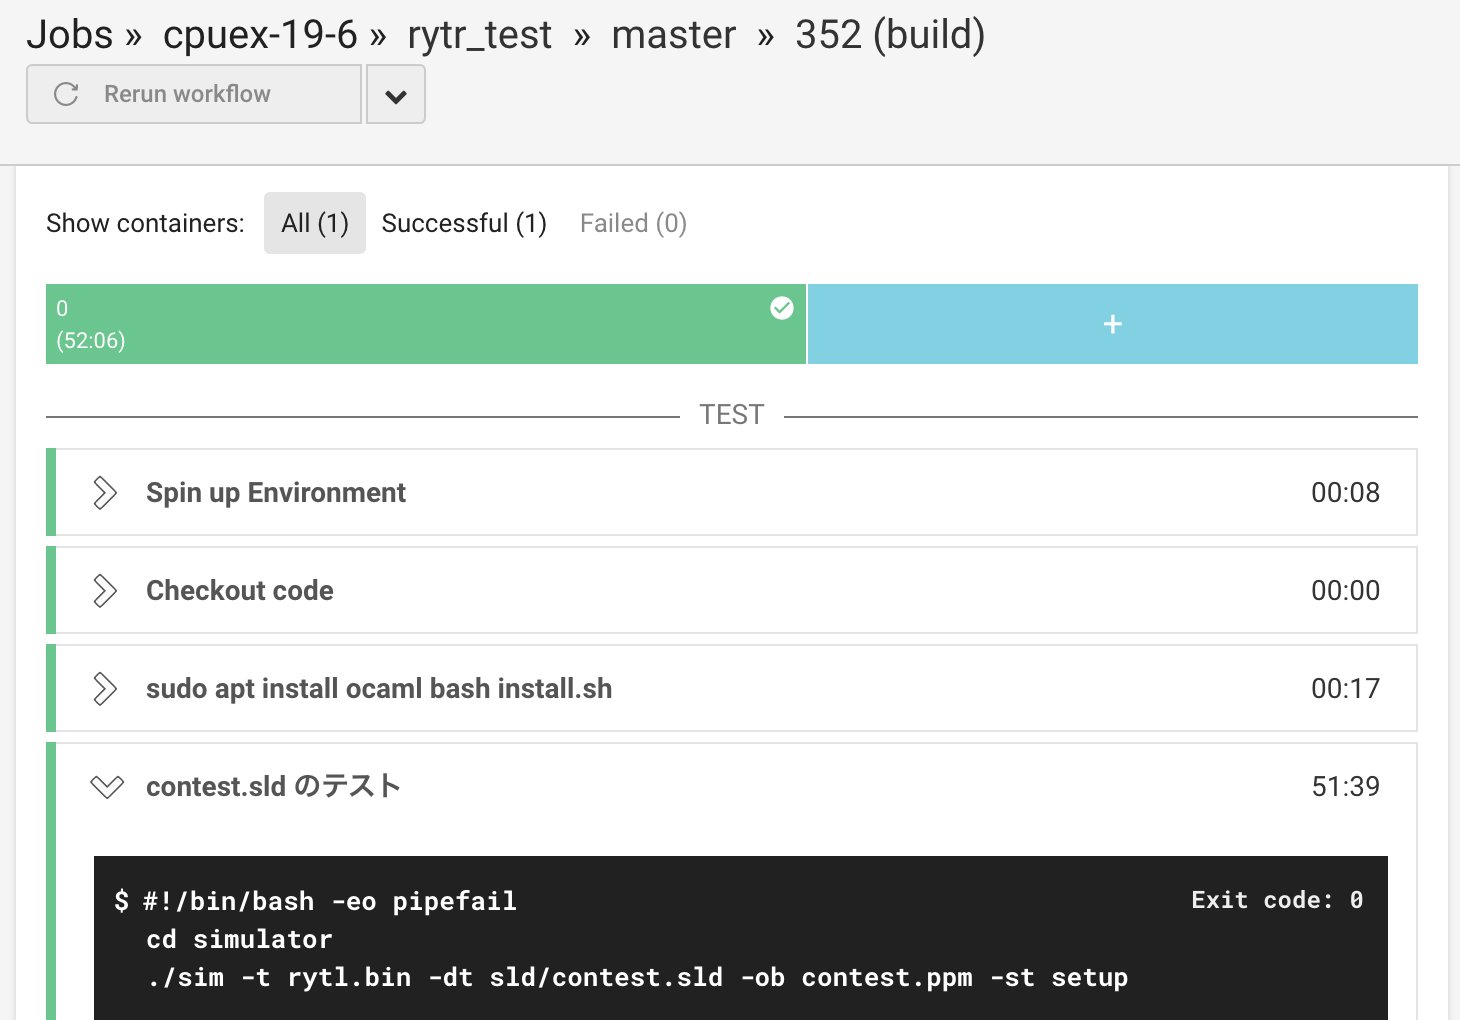 Jobs » cpuex-19-6 » rytr_test » master » 352 (build)
Rerun workflow
Show containers: All (1) Successful (1) Failed (0)
0
(52:06)
+
TEST
Spin up Environment 00:08
Checkout code 00:00
sudo apt install ocaml bash install.sh 00:17
contest.sld のテスト 51:39
$ #!/bin/bash -eo pipefail Exit code: 0
cd simulator
./sim -t rytl.bin -dt sld/contest.sld -ob contest.ppm -st setup